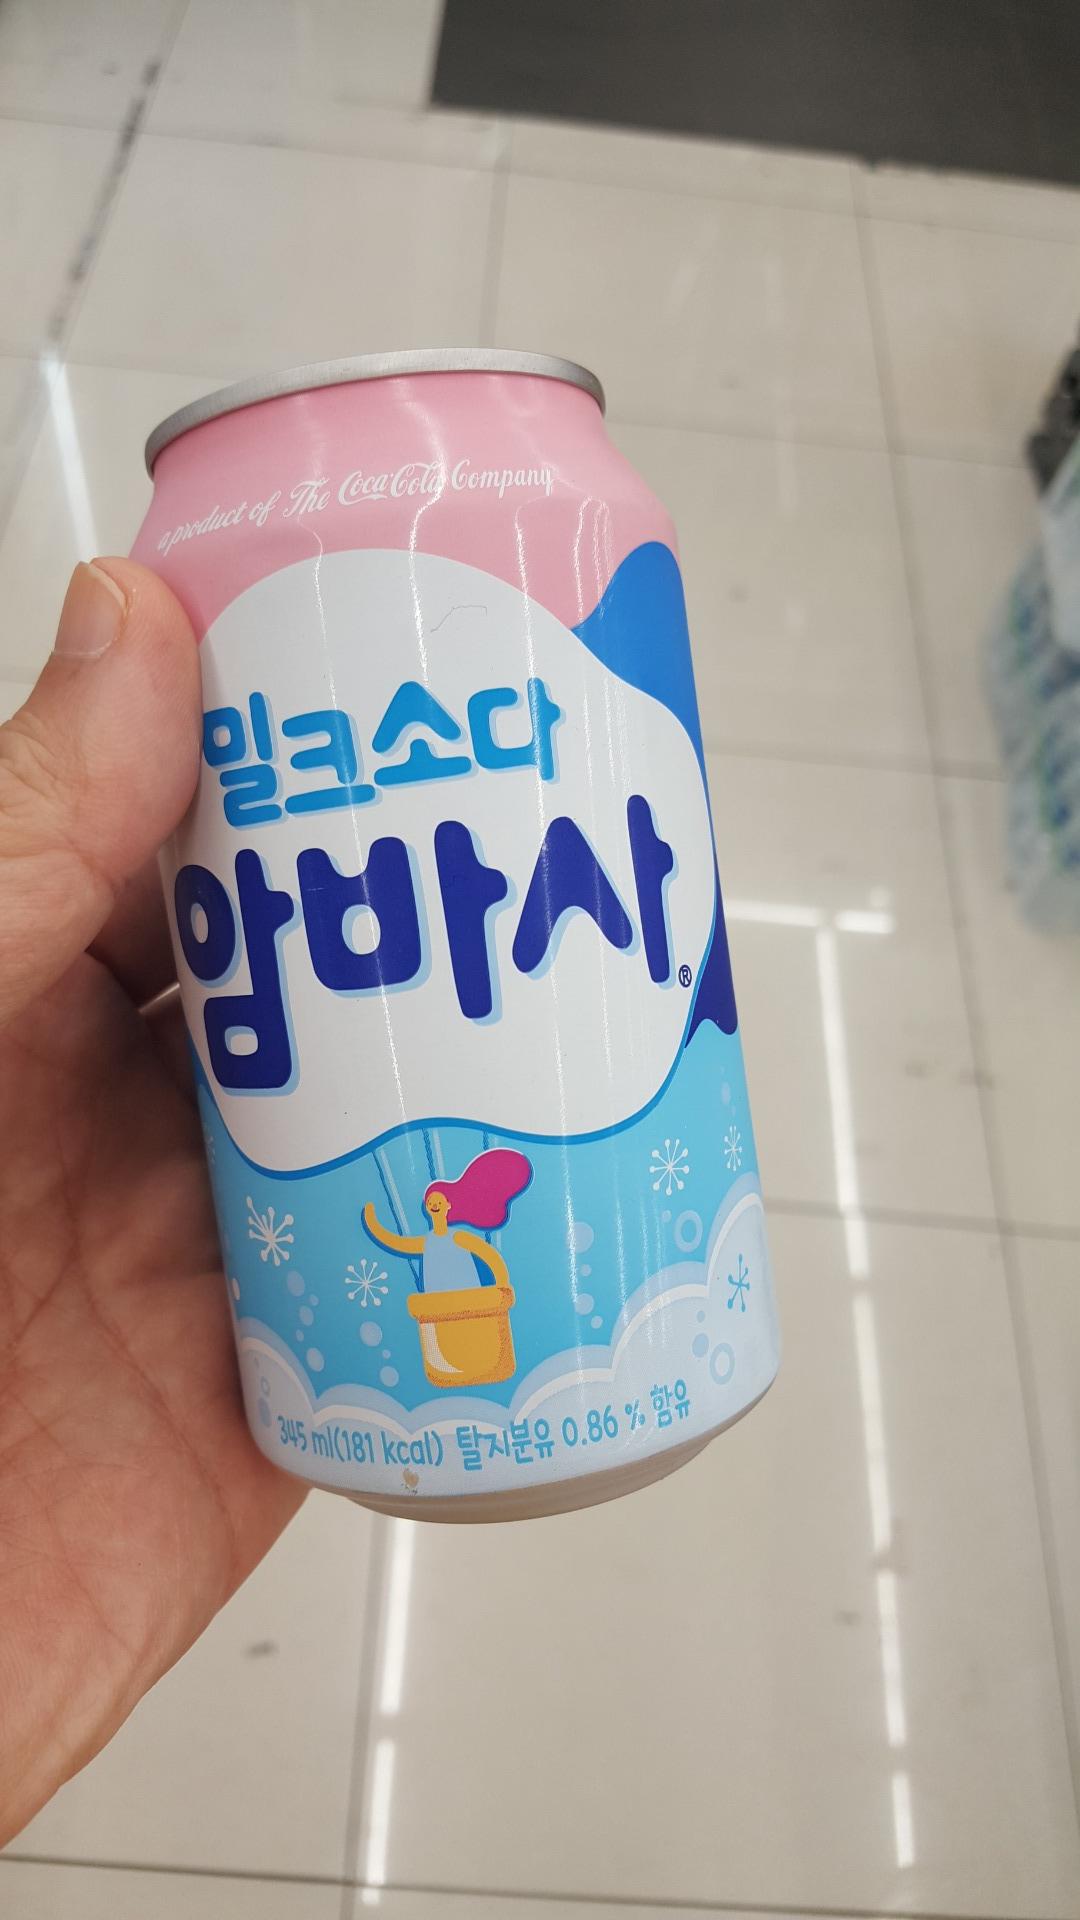 a product of The Coca-Cola Company
밀크소다
암바사®
345 ml(181 kcal) 탈지분유 0.86 % 함유